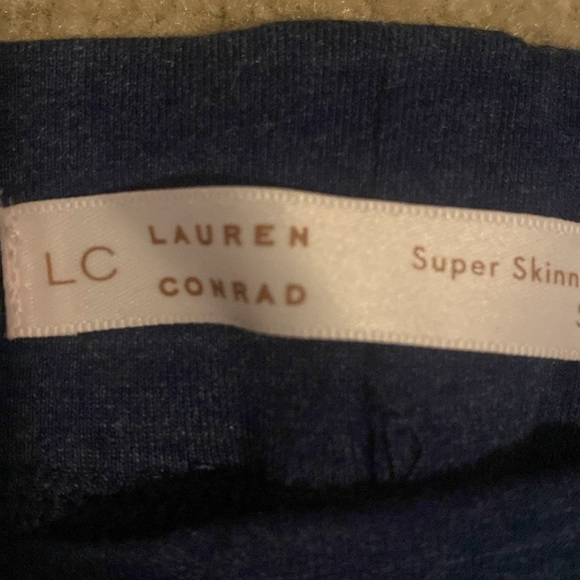 LC
LAUREN
CONRAD
Super Skinn